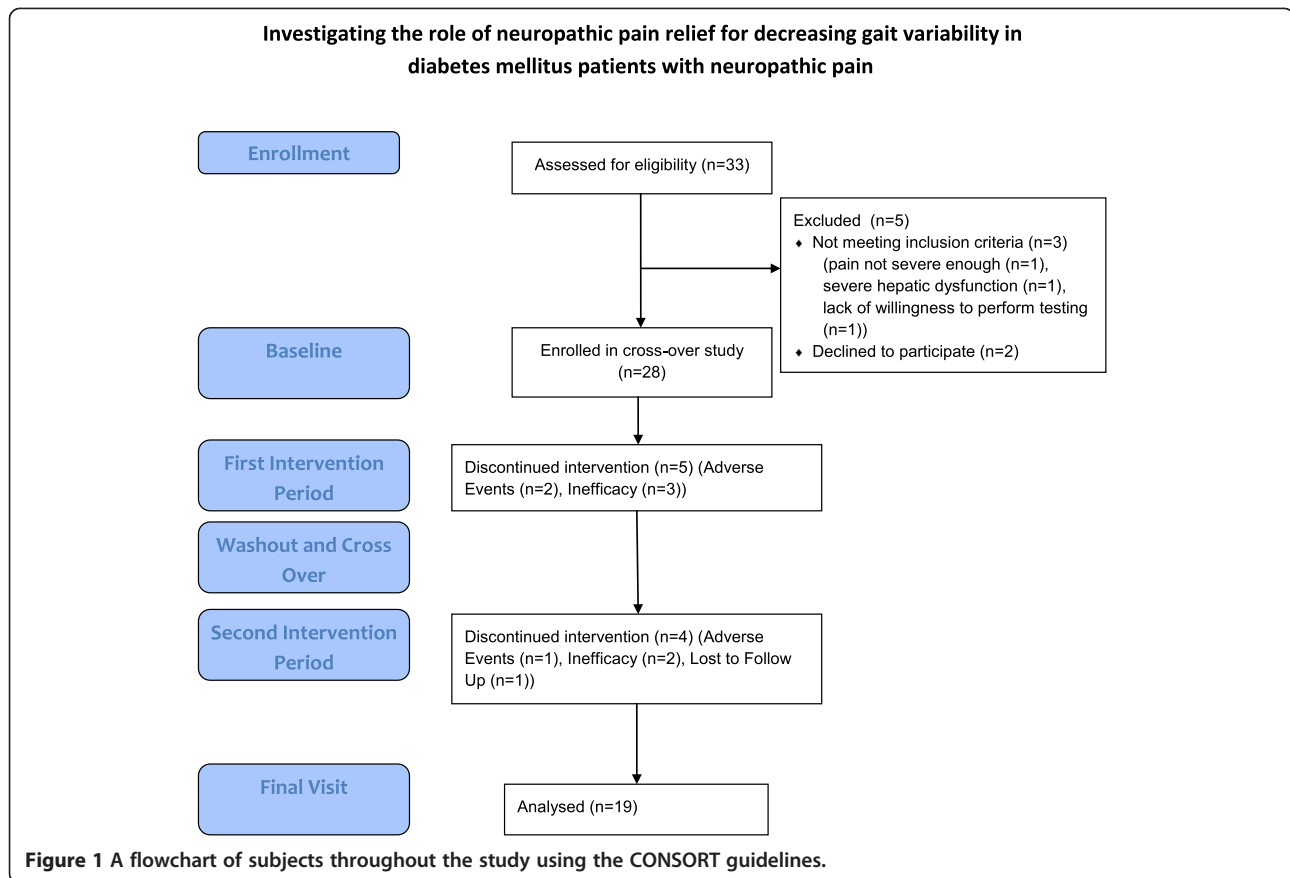 Investigating the role of neuropathic pain relief for decreasing gait variability in
diabetes mellitus patients with neuropathic pain
Enrollment
Assessed for eligibility (n=33)
Excluded (n=5)
♦ Not meeting inclusion criteria (n=3)
(pain not severe enough (n=1),
severe hepatic dysfunction (n=1),
lack of willingness to perform testing
(n=1))
♦ Declined to participate (n=2)
Baseline
Enrolled in cross-over study
(n=28)
First Intervention
Period
Discontinued intervention (n=5) (Adverse
Events (n=2), Inefficacy (n=3))
Washout and Cross
Over
Second Intervention
Period
Discontinued intervention (n=4) (Adverse
Events (n=1), Inefficacy (n=2), Lost to Follow
Up (n=1))
Final Visit
Analysed (n=19)
Figure 1 A flowchart of subjects throughout the study using the CONSORT guidelines.